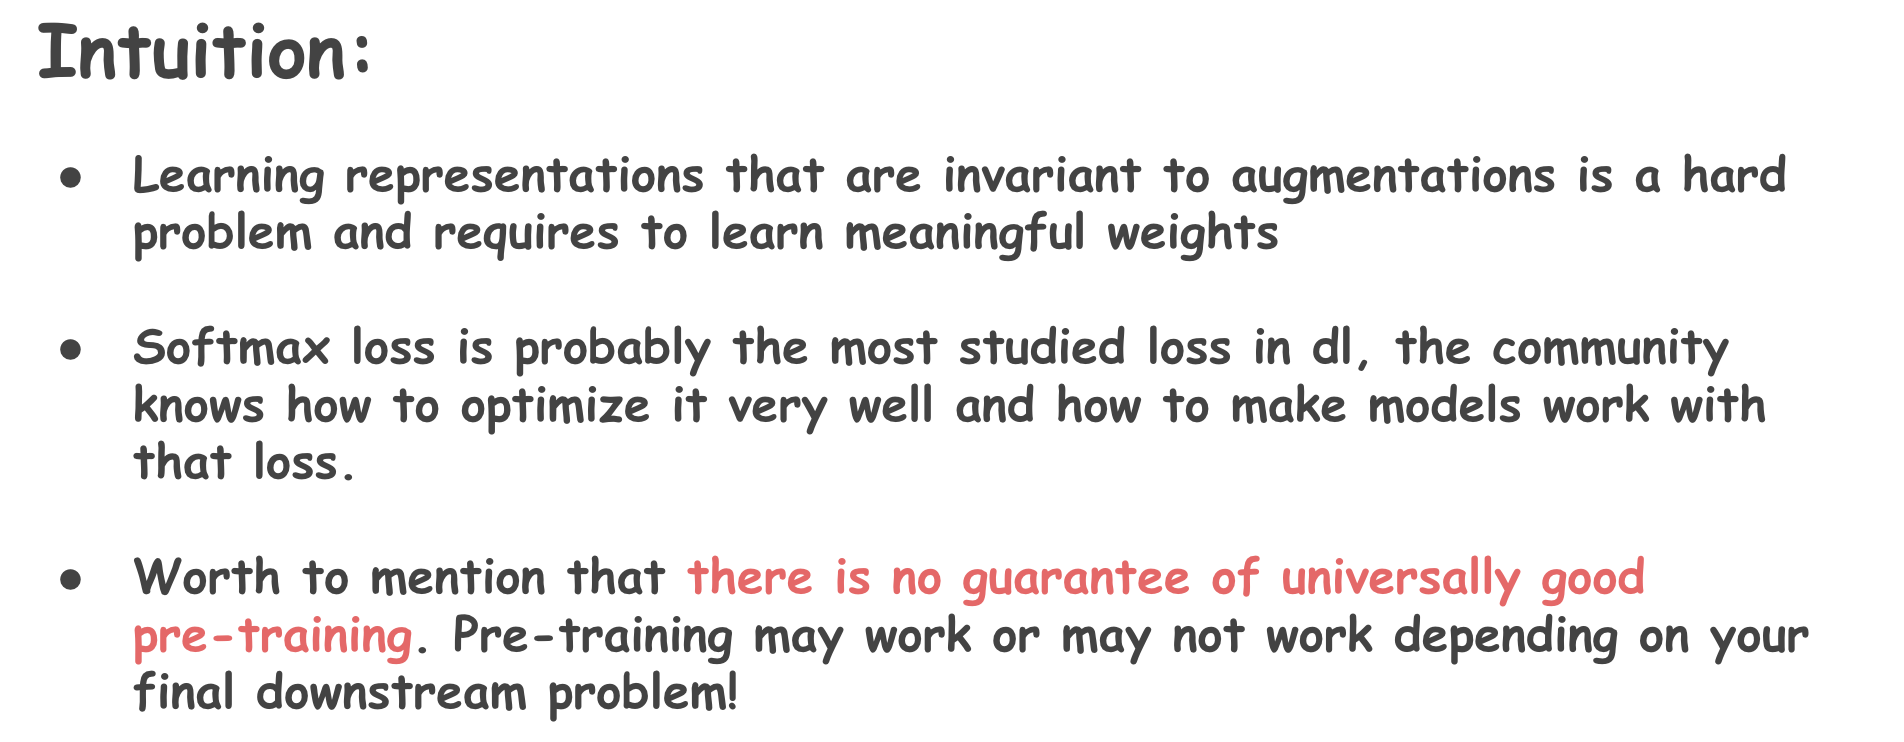 Intuition:
● Learning representations that are invariant to augmentations is a hard
problem and requires to learn meaningful weights
● Softmax loss is probably the most studied loss in dl, the community
knows how to optimize it very well and how to make models work with
that loss.
● Worth to mention that there is no guarantee of universally good
pre-training. Pre-training may work or may not work depending on your
final downstream problem!